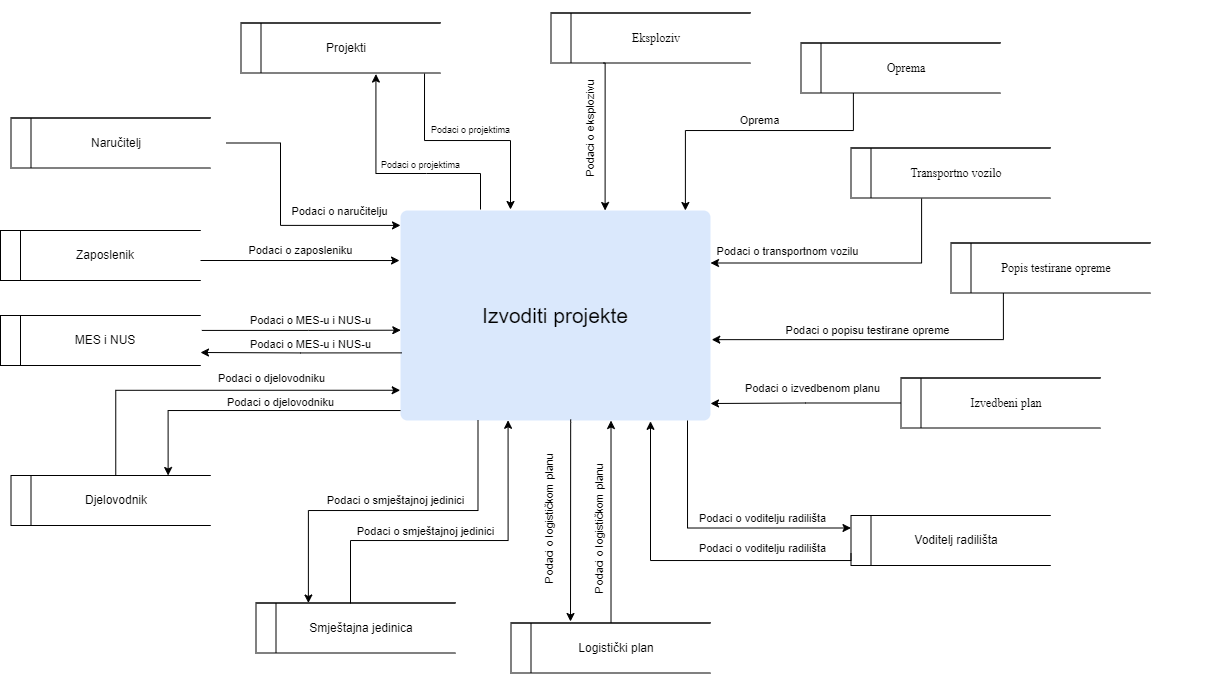 Projekti
Eksploziv
Oprema
Podaci o projektima
Podaci o eksplozivu
Oprema
Naručitelj
Podaci o projektima
Transportno vozilo
Podaci o naručitelju
Zaposlenik
Podaci o zaposleniku
Podaci o transportnom vozilu
Popis testirane opreme
Izvoditi projekte
MES i NUS
Podaci o MES-u i NUS-u
Podaci o MES-u i NUS-u
Podaci o popisu testirane opreme
Podaci o djelovodniku
Podaci o djelovodniku
Podaci o izvedbenom planu
Izvedbeni plan
Djelovodnik
Podaci o smještajnoj jedinici
Podaci o smještajnoj jedinici
Podaci o logističkom planu
Podaci o logističkom planu
Podaci o voditelju radilišta
Podaci o voditelju radilišta
Voditelj radilišta
Smještajna jedinica
Logistički plan